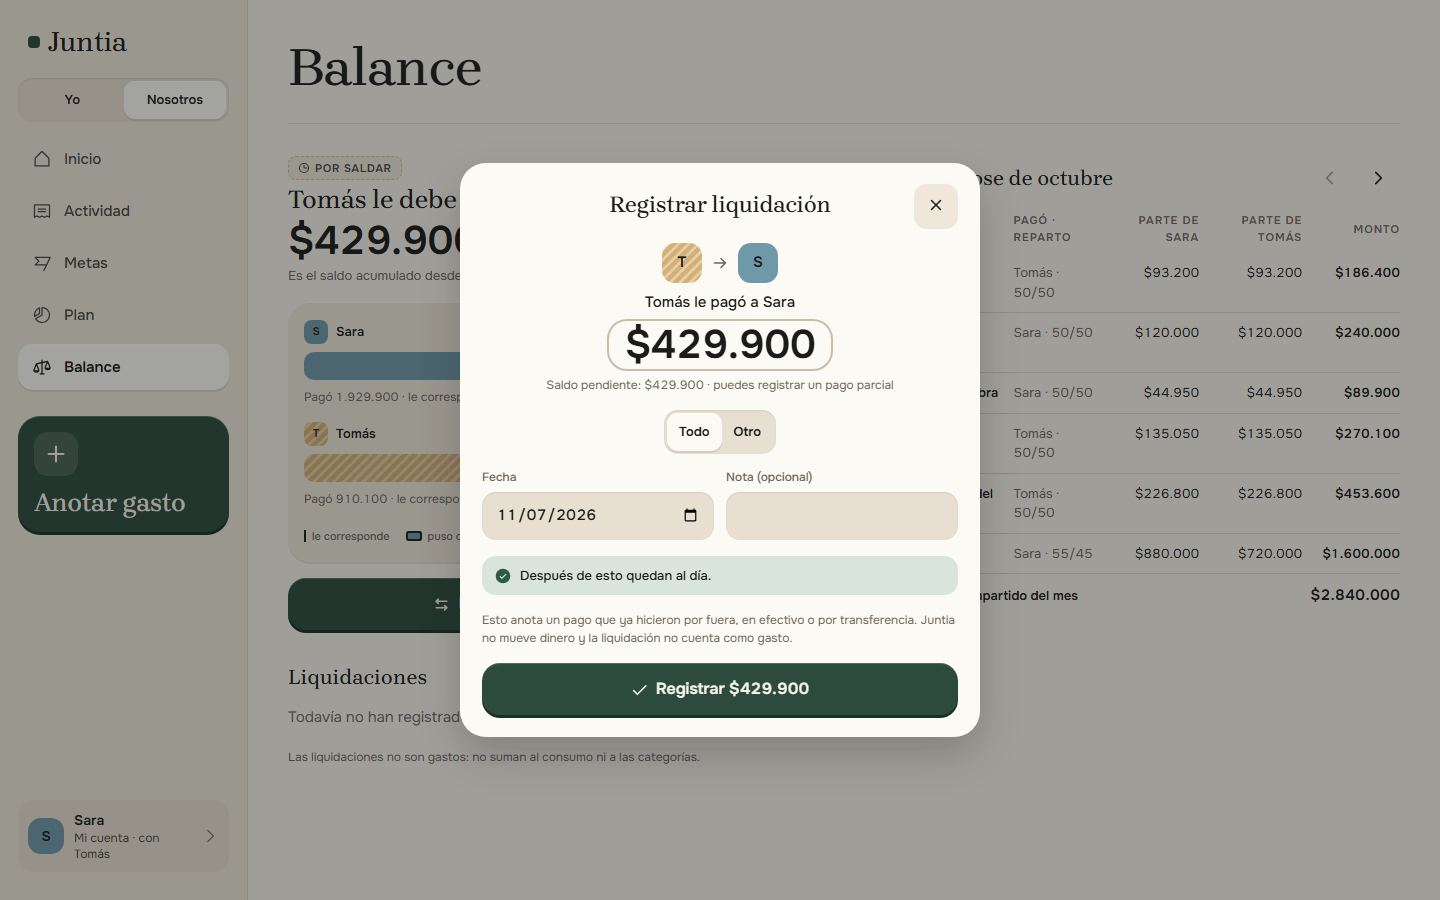 Juntia
Yo
Nosotros
Inicio
Actividad
Metas
Plan
Balance
Anotar gasto
S
Sara
Mi cuenta · con
Tomás
Balance
POR SALDAR
Tomás le debe
$429.900
Es el saldo acumulado desde
S
Sara
Pagó 1.929.900 · le
T
Tomás
Pagó 910.100 · le
le corresponde
puso
Liquidaciones
Todavía no han
Las liquidaciones no son gastos: no suman al consumo ni a las categorías.
Registrar liquidación
T
→
S
Tomás le pagó a Sara
$429.900
Saldo pendiente: $429.900 · puedes registrar un pago parcial
Todo
Otro
Fecha
Nota (opcional)
11/07/2026
Después de esto quedan al día.
Esto anota un pago que ya hicieron por fuera, en efectivo o por transferencia. Juntia
no mueve dinero y la liquidación no cuenta como gasto.
Registrar $429.900
de octubre
PAGÓ ·
REPARTO
PARTE DE
SARA
PARTE DE
TOMÁS
MONTO
Tomás ·
50/50
$93.200
$93.200
$186.400
Sara · 50/50
$120.000
$120.000
$240.000
Sara · 50/50
$44.950
$44.950
$89.900
Tomás ·
50/50
$135.050
$135.050
$270.100
Tomás ·
50/50
$226.800
$226.800
$453.600
Sara · 55/45
$880.000
$720.000
$1.600.000
del mes
$2.840.000